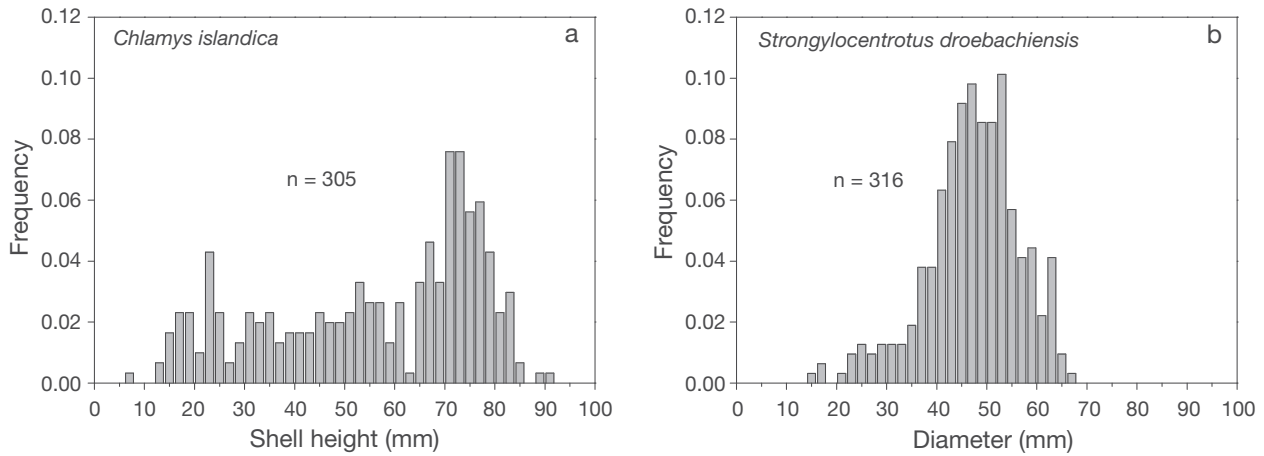 Chlamys islandica
a
n = 305
0.12
0.10
0.08
0.06
0.04
0.02
0.00
Frequency
0 10 20 30 40 50 60 70 80 90 100
Shell height (mm)
Strongylocentrotus droebachiensis
b
n = 316
0.12
0.10
0.08
0.06
0.04
0.02
0.00
Frequency
0 10 20 30 40 50 60 70 80 90 100
Diameter (mm)